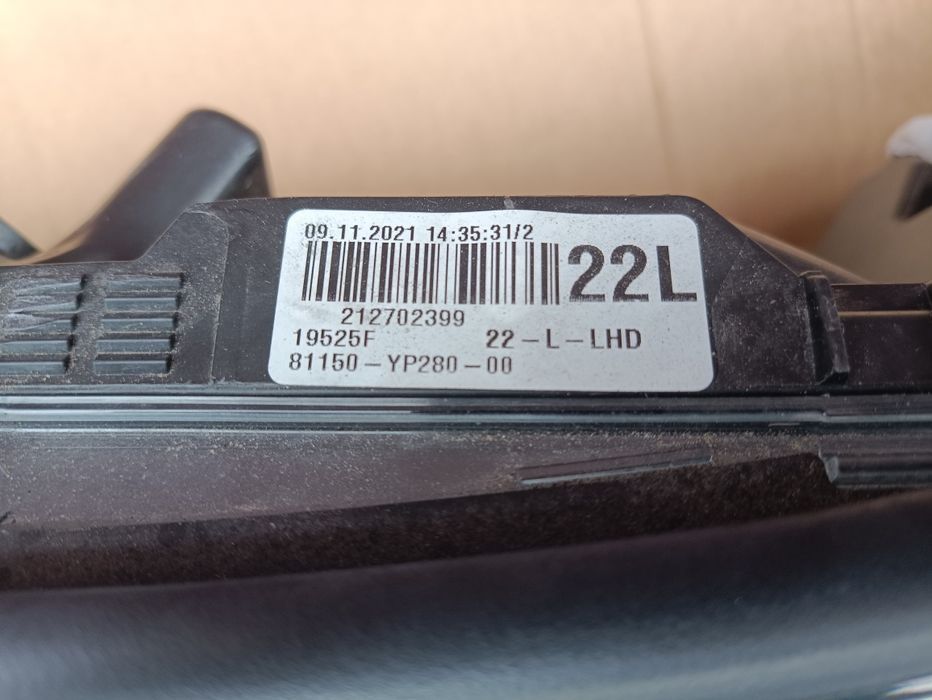 09.11.2021 14:35:31/2
22L
212702399
19525F 22-L-LHD
81150-YP280-00